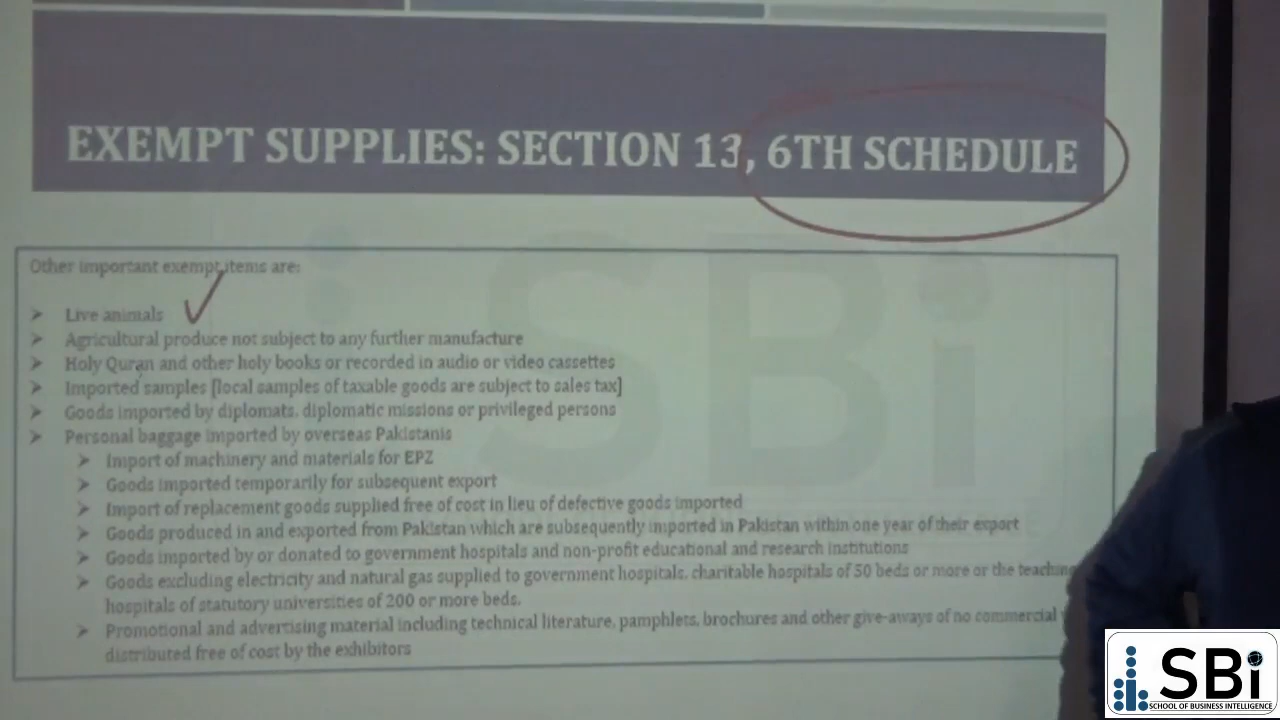 EXEMPT SUPPLIES: SECTION 13, 6TH SCHEDULE
Other important exempt items are:
➢ Live animals
➢ Agricultural produce not subject to any further manufacture
➢ Holy Quran and other holy books or recorded in audio or video cassettes
➢ Imported samples [local samples of taxable goods are subject to sales tax]
➢ Goods imported by diplomats, diplomatic missions or privileged persons
➢ Personal baggage imported by overseas Pakistanis
➢ Import of machinery and materials for EPZ
➢ Goods imported temporarily for subsequent export
➢ Import of replacement goods supplied free of cost in lieu of defective goods imported
➢ Goods produced in and exported from Pakistan which are subsequently imported in Pakistan within one year of their export
➢ Goods imported by or donated to government hospitals and non-profit educational and research institutions
➢ Goods excluding electricity and natural gas supplied to government hospitals, charitable hospitals of 50 beds or more or the teaching
hospitals of statutory universities of 200 or more beds.
➢ Promotional and advertising material including technical literature, pamphlets, brochures and other give-aways of no commercial
distributed free of cost by the exhibitors
SBi
SBi
SCHOOL OF BUSINESS INTELLIGENCE